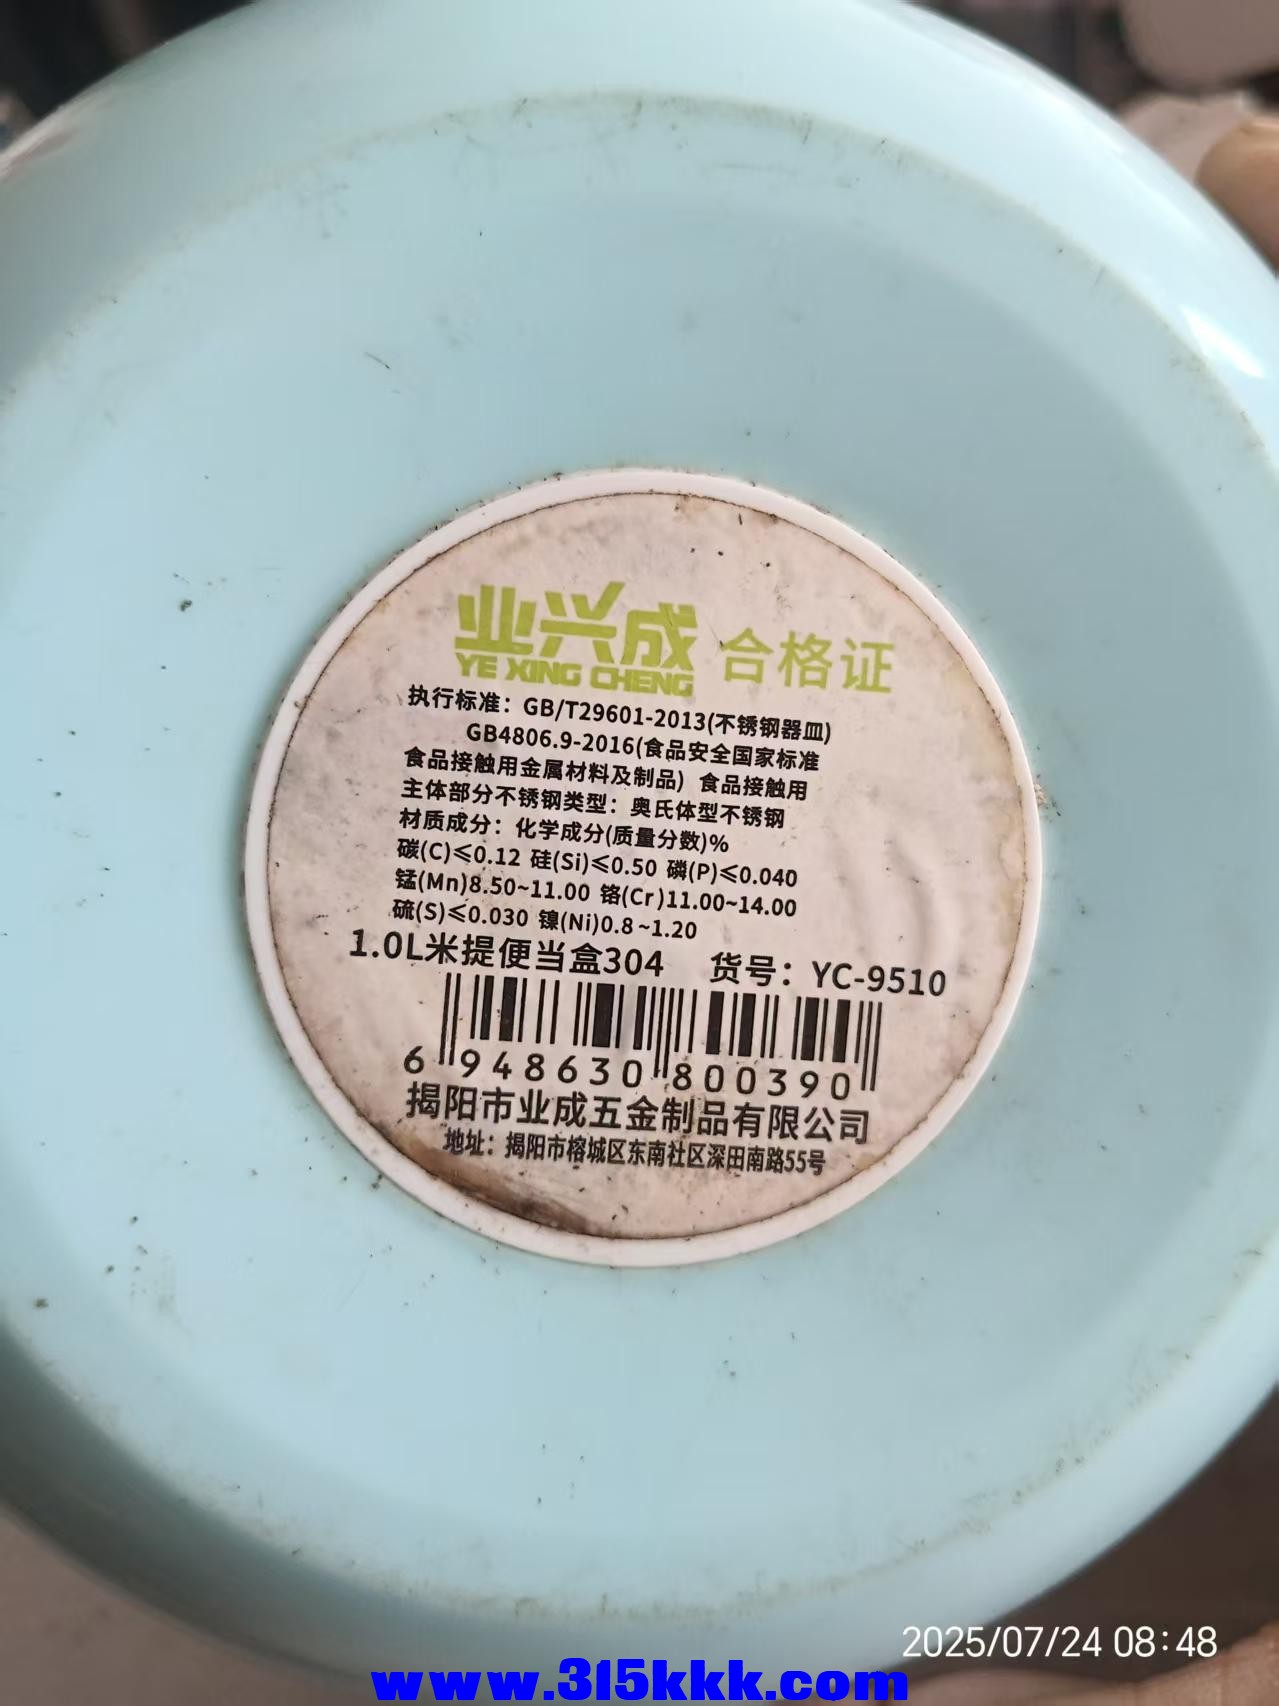 业兴成 合格证
YE XING CHENG
执行标准：GB/T29601-2013(不锈钢器皿)
GB4806.9-2016(食品安全国家标准
食品接触用金属材料及制品) 食品接触用
主体部分不锈钢类型：奥氏体型不锈钢
材质成分：化学成分(质量分数)%
碳(C)≤0.12 硅(Si)≤0.50 磷(P)≤0.040
锰(Mn)8.50~11.00 铬(Cr)11.00~14.00
硫(S)≤0.030 镍(Ni)0.8~1.20
1.0L米提便当盒304 货号：YC-9510
6 948630 800390
揭阳市业成五金制品有限公司
地址：揭阳市榕城区东南社区深田南路55号
2025/07/24 08:48
www.315kkk.com